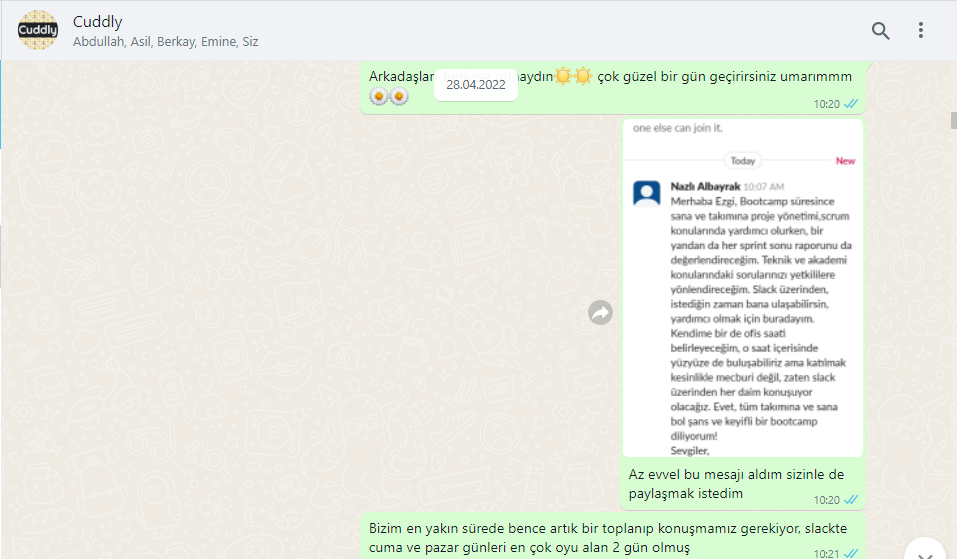 Cuddly
Cuddly
Abdullah, Asil, Berkay, Emine, Siz
28.04.2022
çok güzel bir gün geçirirsiniz umarımmm
10:20
one else can join it.
Today
New
Nazlı Albayrak 10:07 AM
Merhaba Ezgi, Bootcamp süresince
sana ve takımına proje yönetimi,scrum
konularında yardımcı olurken, bir
yandan da her sprint sonu raporunu da
değerlendireceğim. Teknik ve akademi
konularındaki sorularınızı yetkililere
yönlendireceğim. Slack üzerinden,
istediğin zaman bana ulaşabilirsin,
yardımcı olmak için buradayım.
Kendime bir de ofis saati
belirleyeceğim, o saat içerisinde
yüzyüze de buluşabiliriz ama katılmak
kesinlikle mecburi değil, zaten slack
üzerinden her daim konuşuyor
olacağız. Evet, tüm takımına ve sana
bol şans ve keyifli bir bootcamp
diliyorum!
Sevgiler,
Az evvel bu mesajı aldım sizinle de
paylaşmak istedim
10:20
Bizim en yakın sürede bence artık bir toplanıp konuşmamız gerekiyor, slackte
cuma ve pazar günleri en çok oyu alan 2 gün olmuş
10:21